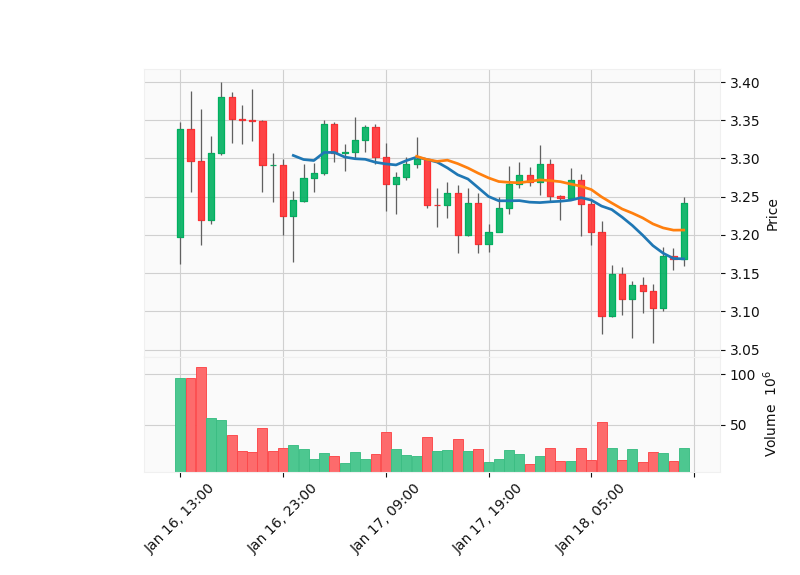 3.40
3.35
3.30
3.25
3.20
3.15
3.10
3.05
Price
100
50
Volume 10^6
Jan 16, 13:00
Jan 16, 23:00
Jan 17, 09:00
Jan 17, 19:00
Jan 18, 05:00